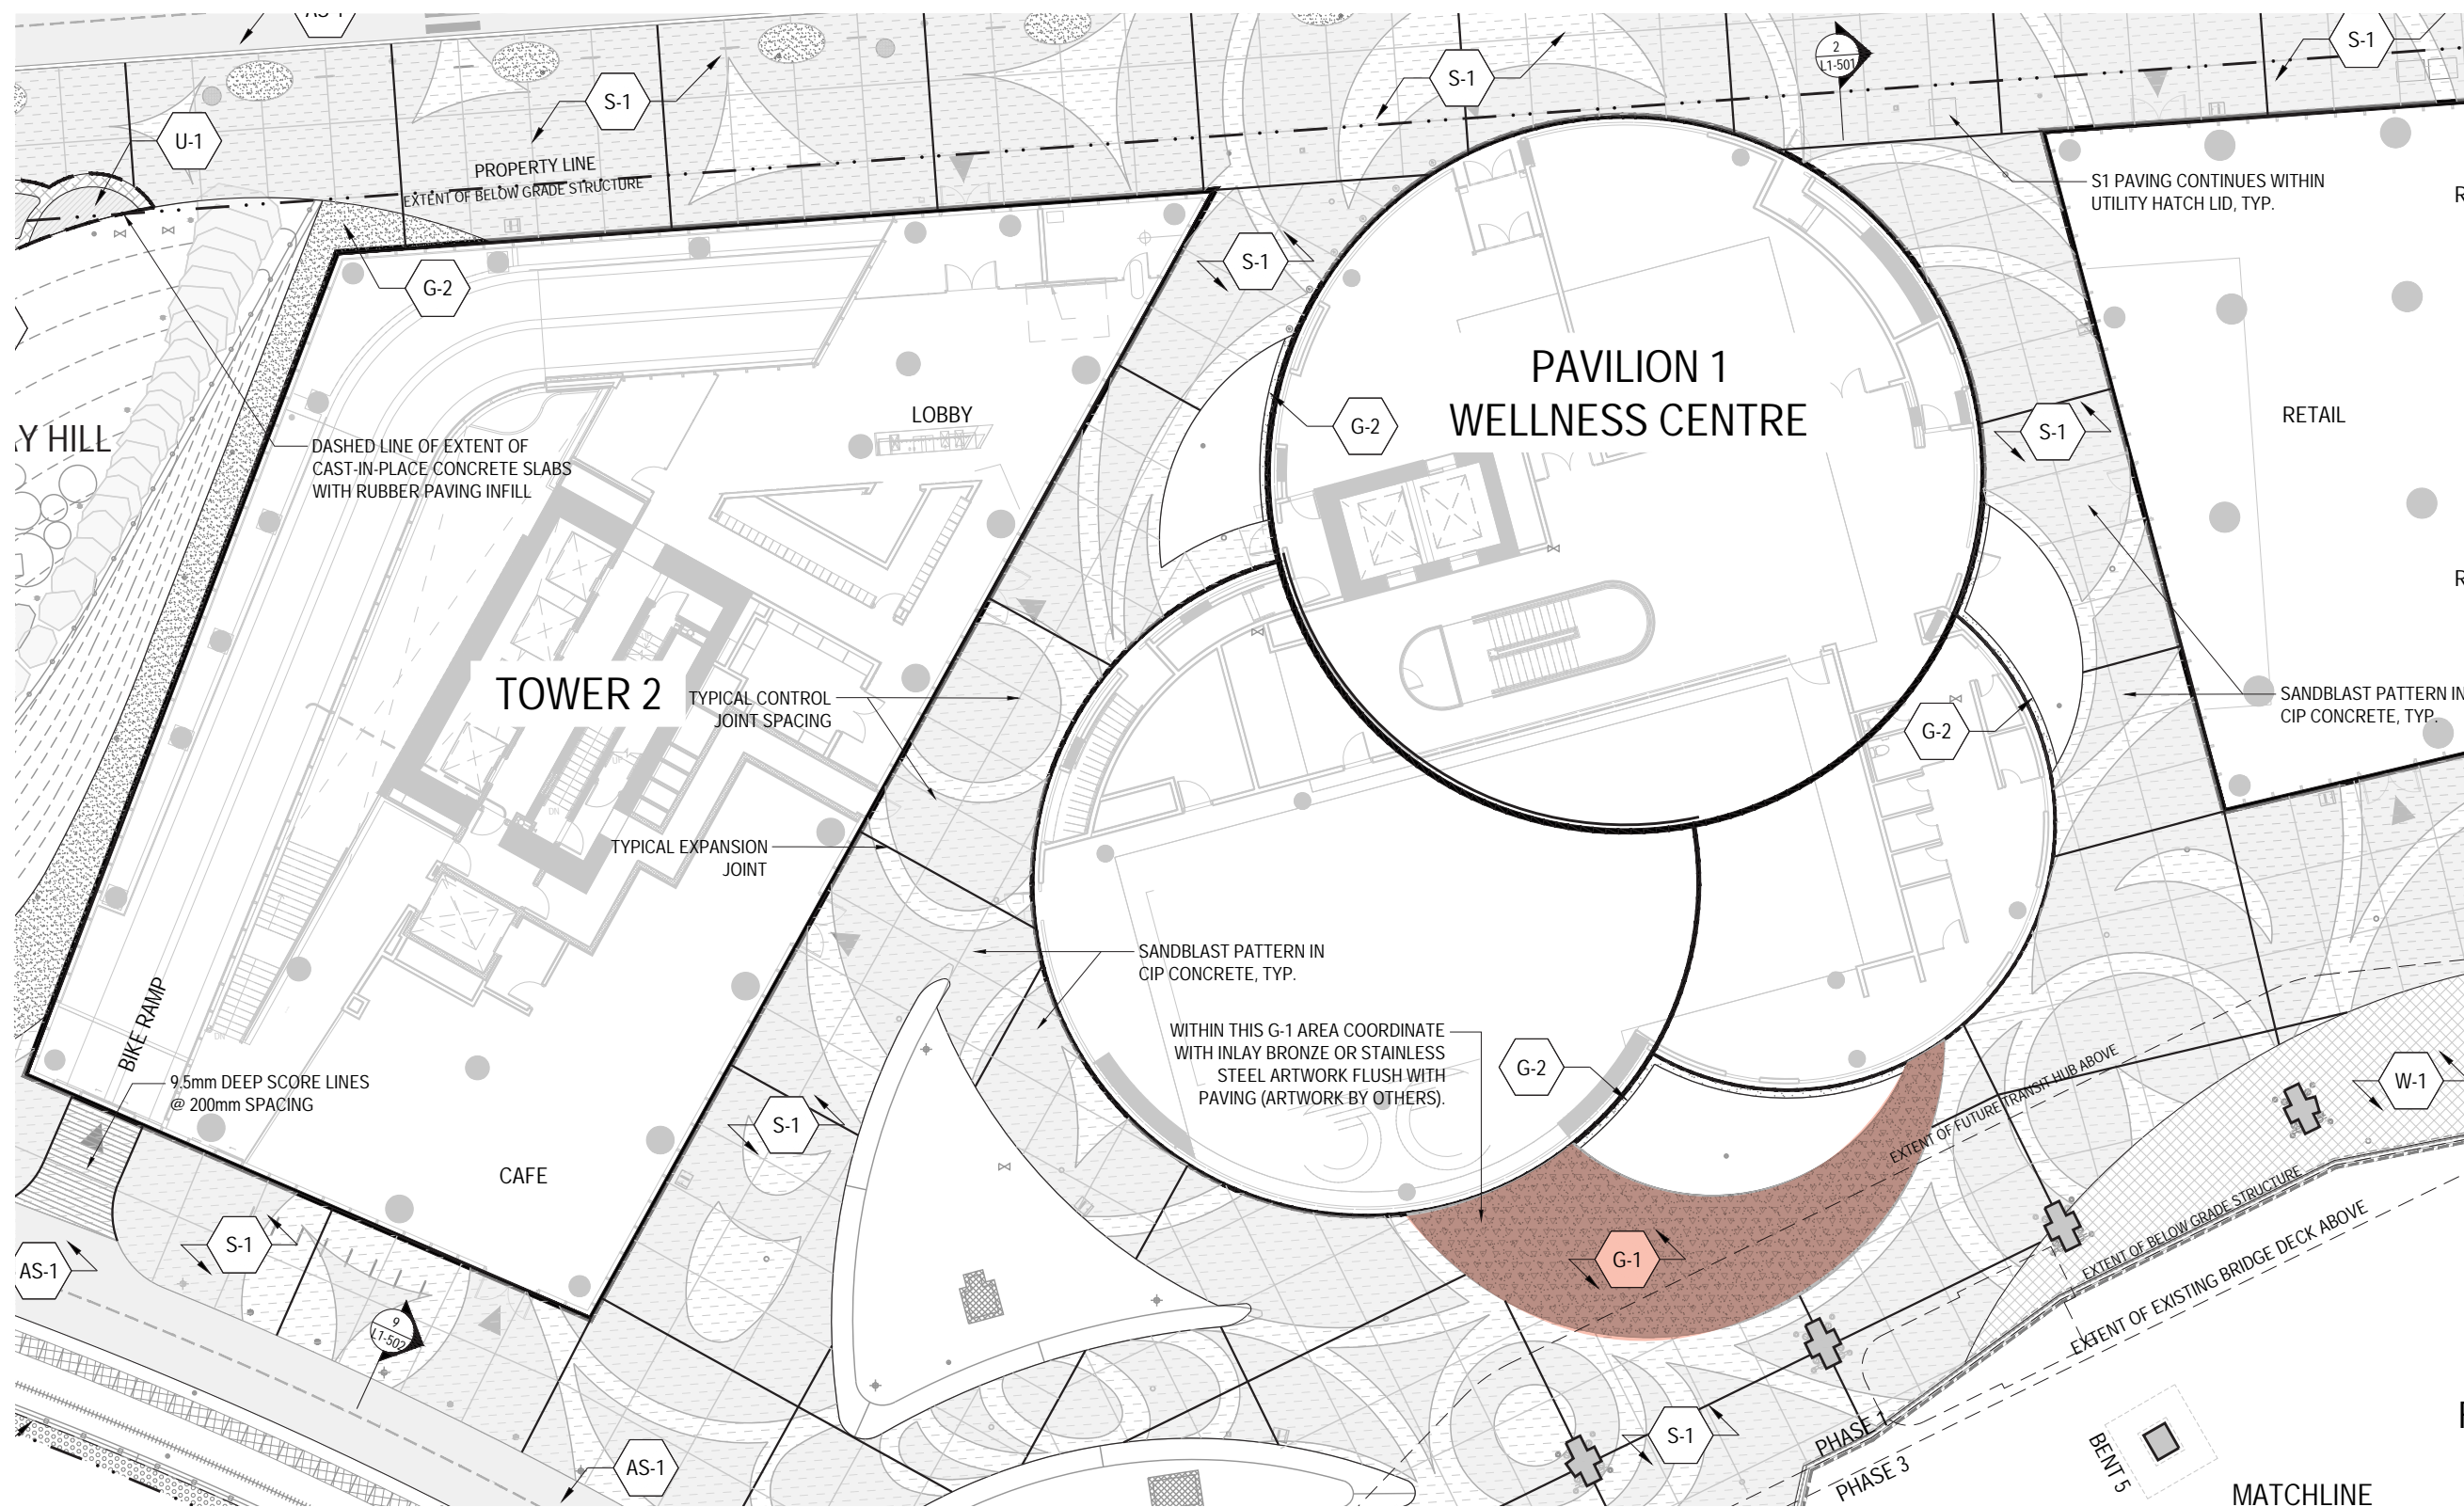 S-1
U-1
PROPERTY LINE
EXTENT OF BELOW GRADE STRUCTURE
S-1
2
L1-501
S-1
S1 PAVING CONTINUES WITHIN
UTILITY HATCH LID, TYP.
G-2
S-1
PAVILION 1
WELLNESS CENTRE
G-2
S-1
RETAIL
LOBBY
DASHED LINE OF EXTENT OF
CAST-IN-PLACE CONCRETE SLABS
WITH RUBBER PAVING INFILL
Y HILL
TOWER 2
TYPICAL CONTROL
JOINT SPACING
G-2
SANDBLAST PATTERN IN
CIP CONCRETE, TYP.
TYPICAL EXPANSION
JOINT
DN
SANDBLAST PATTERN IN
CIP CONCRETE, TYP.
WITHIN THIS G-1 AREA COORDINATE
WITH INLAY BRONZE OR STAINLESS
STEEL ARTWORK FLUSH WITH
PAVING (ARTWORK BY OTHERS).
G-2
BIKE RAMP
DN
9.5mm DEEP SCORE LINES
@ 200mm SPACING
S-1
CAFE
EXTENT OF FUTURE TRANSIT HUB ABOVE
W-1
S-1
AS-1
G-1
EXTENT OF BELOW GRADE STRUCTURE
EXTENT OF EXISTING BRIDGE DECK ABOVE
9
L1-502
AS-1
S-1
PHASE 1
PHASE 3
BENT 5
MATCHLINE